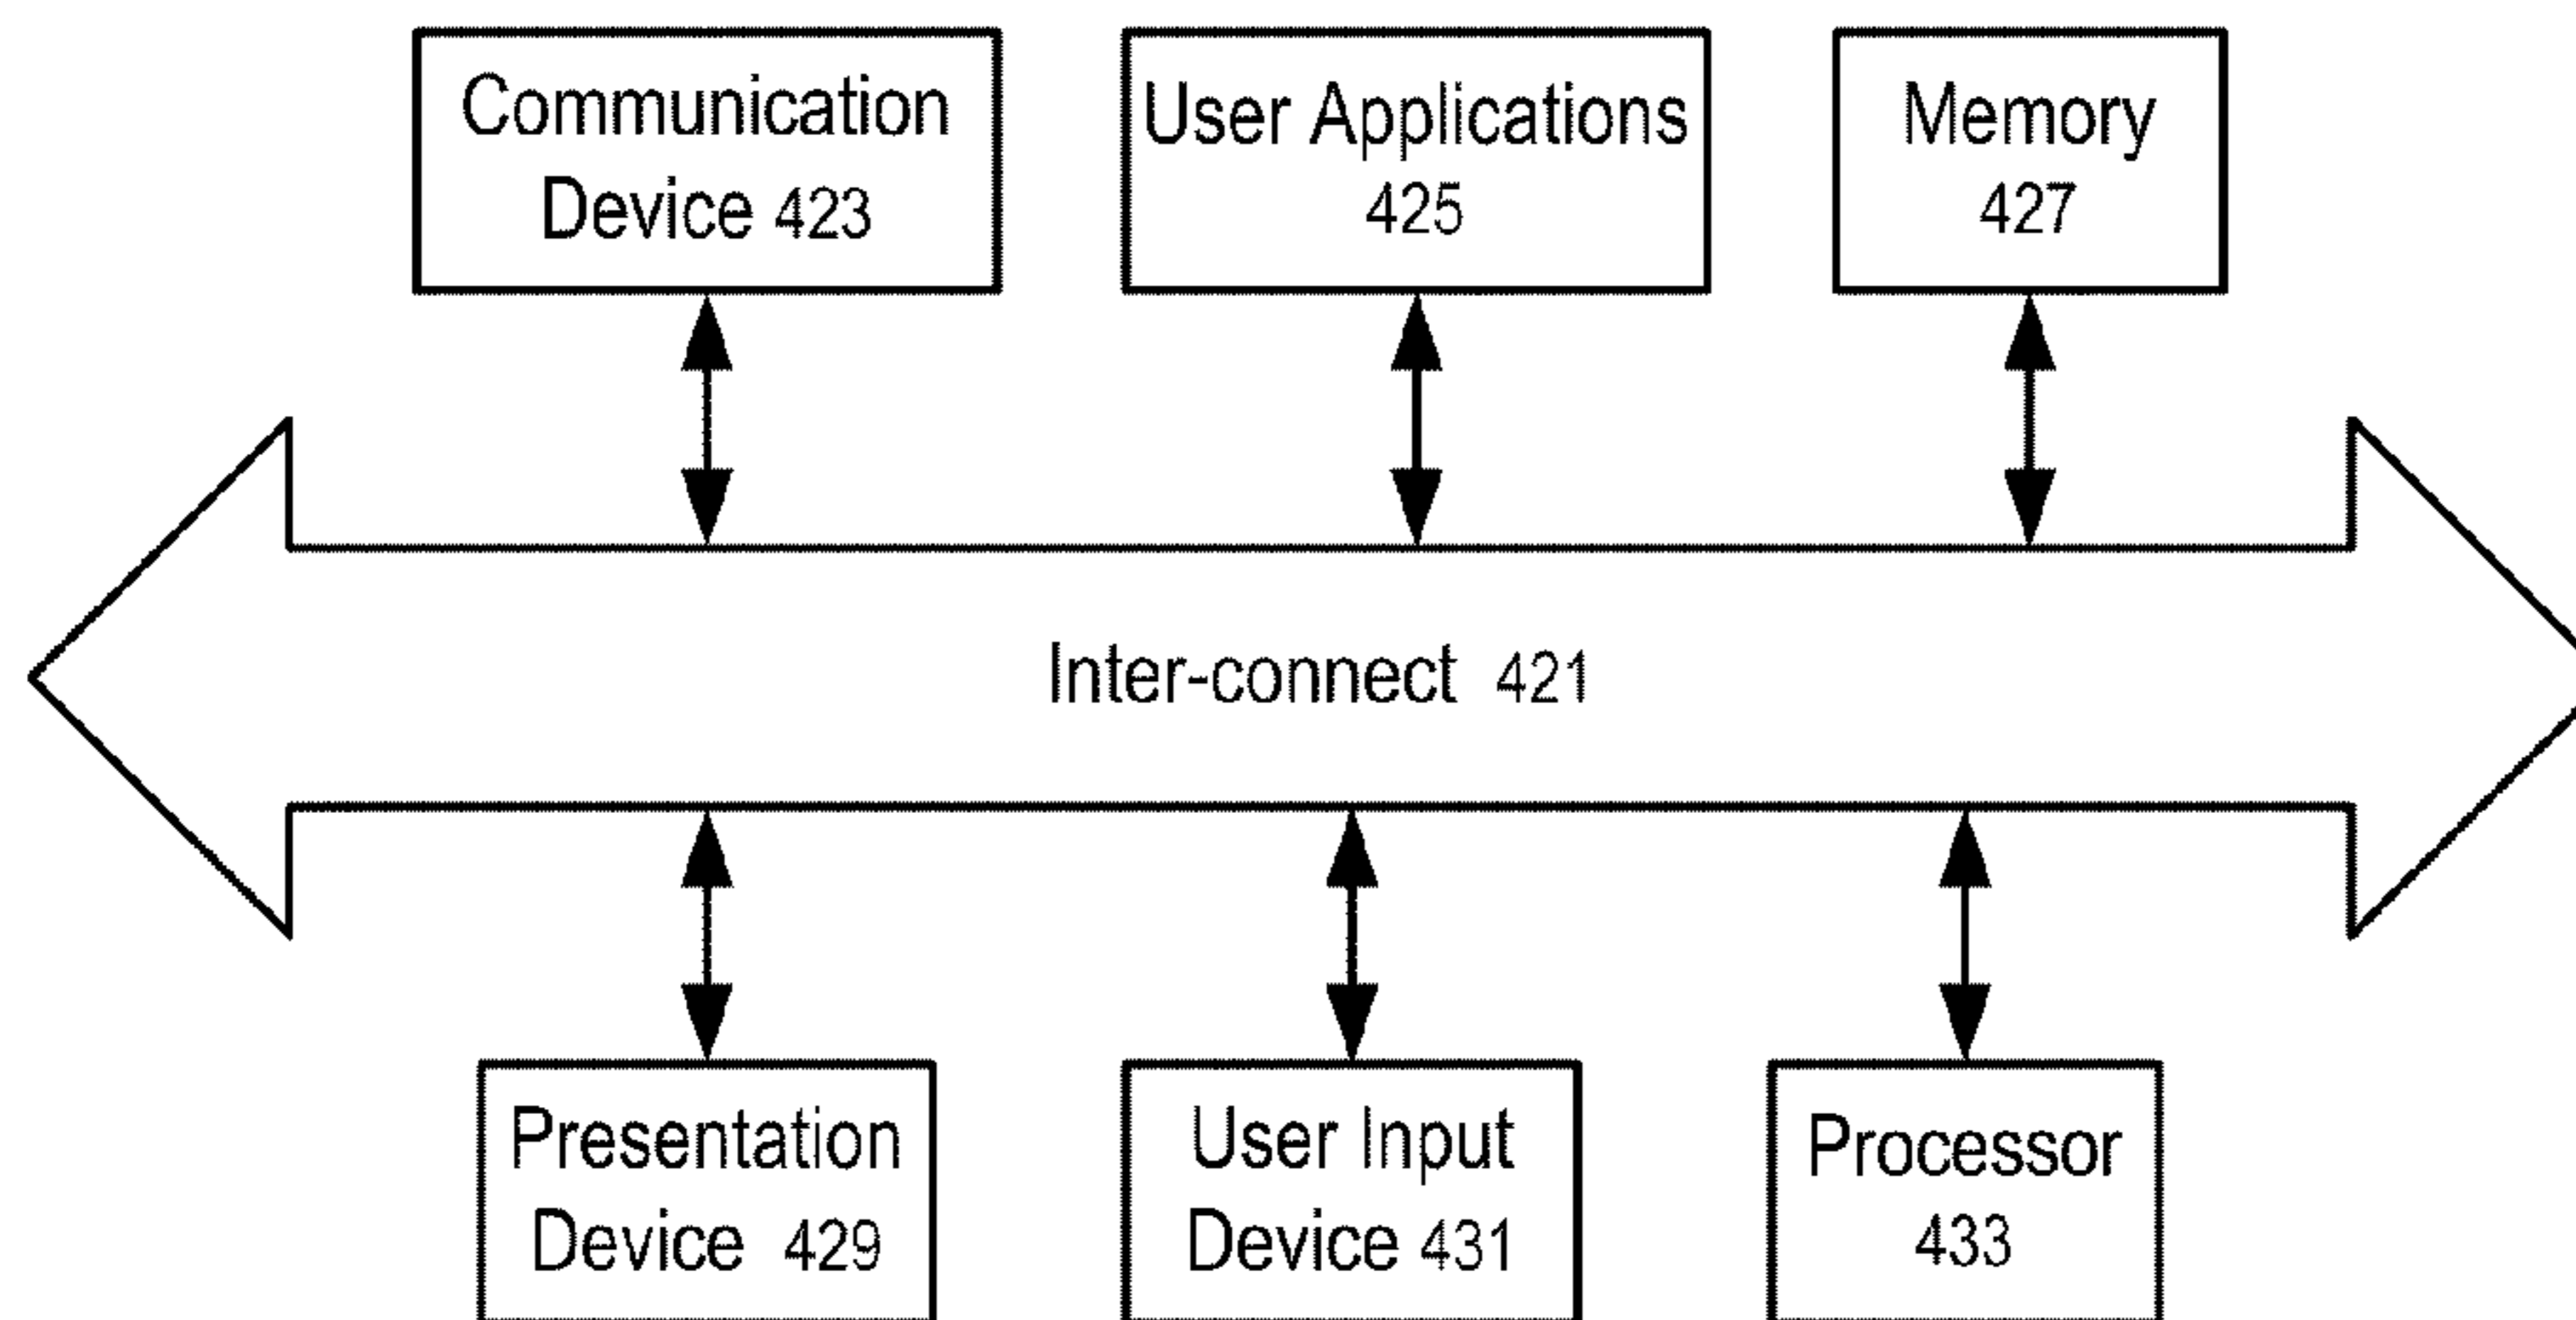 Communication
Device 423
User Applications
425
Memory
427
Inter-connect 421
Presentation
Device 429
User Input
Device 431
Processor
433